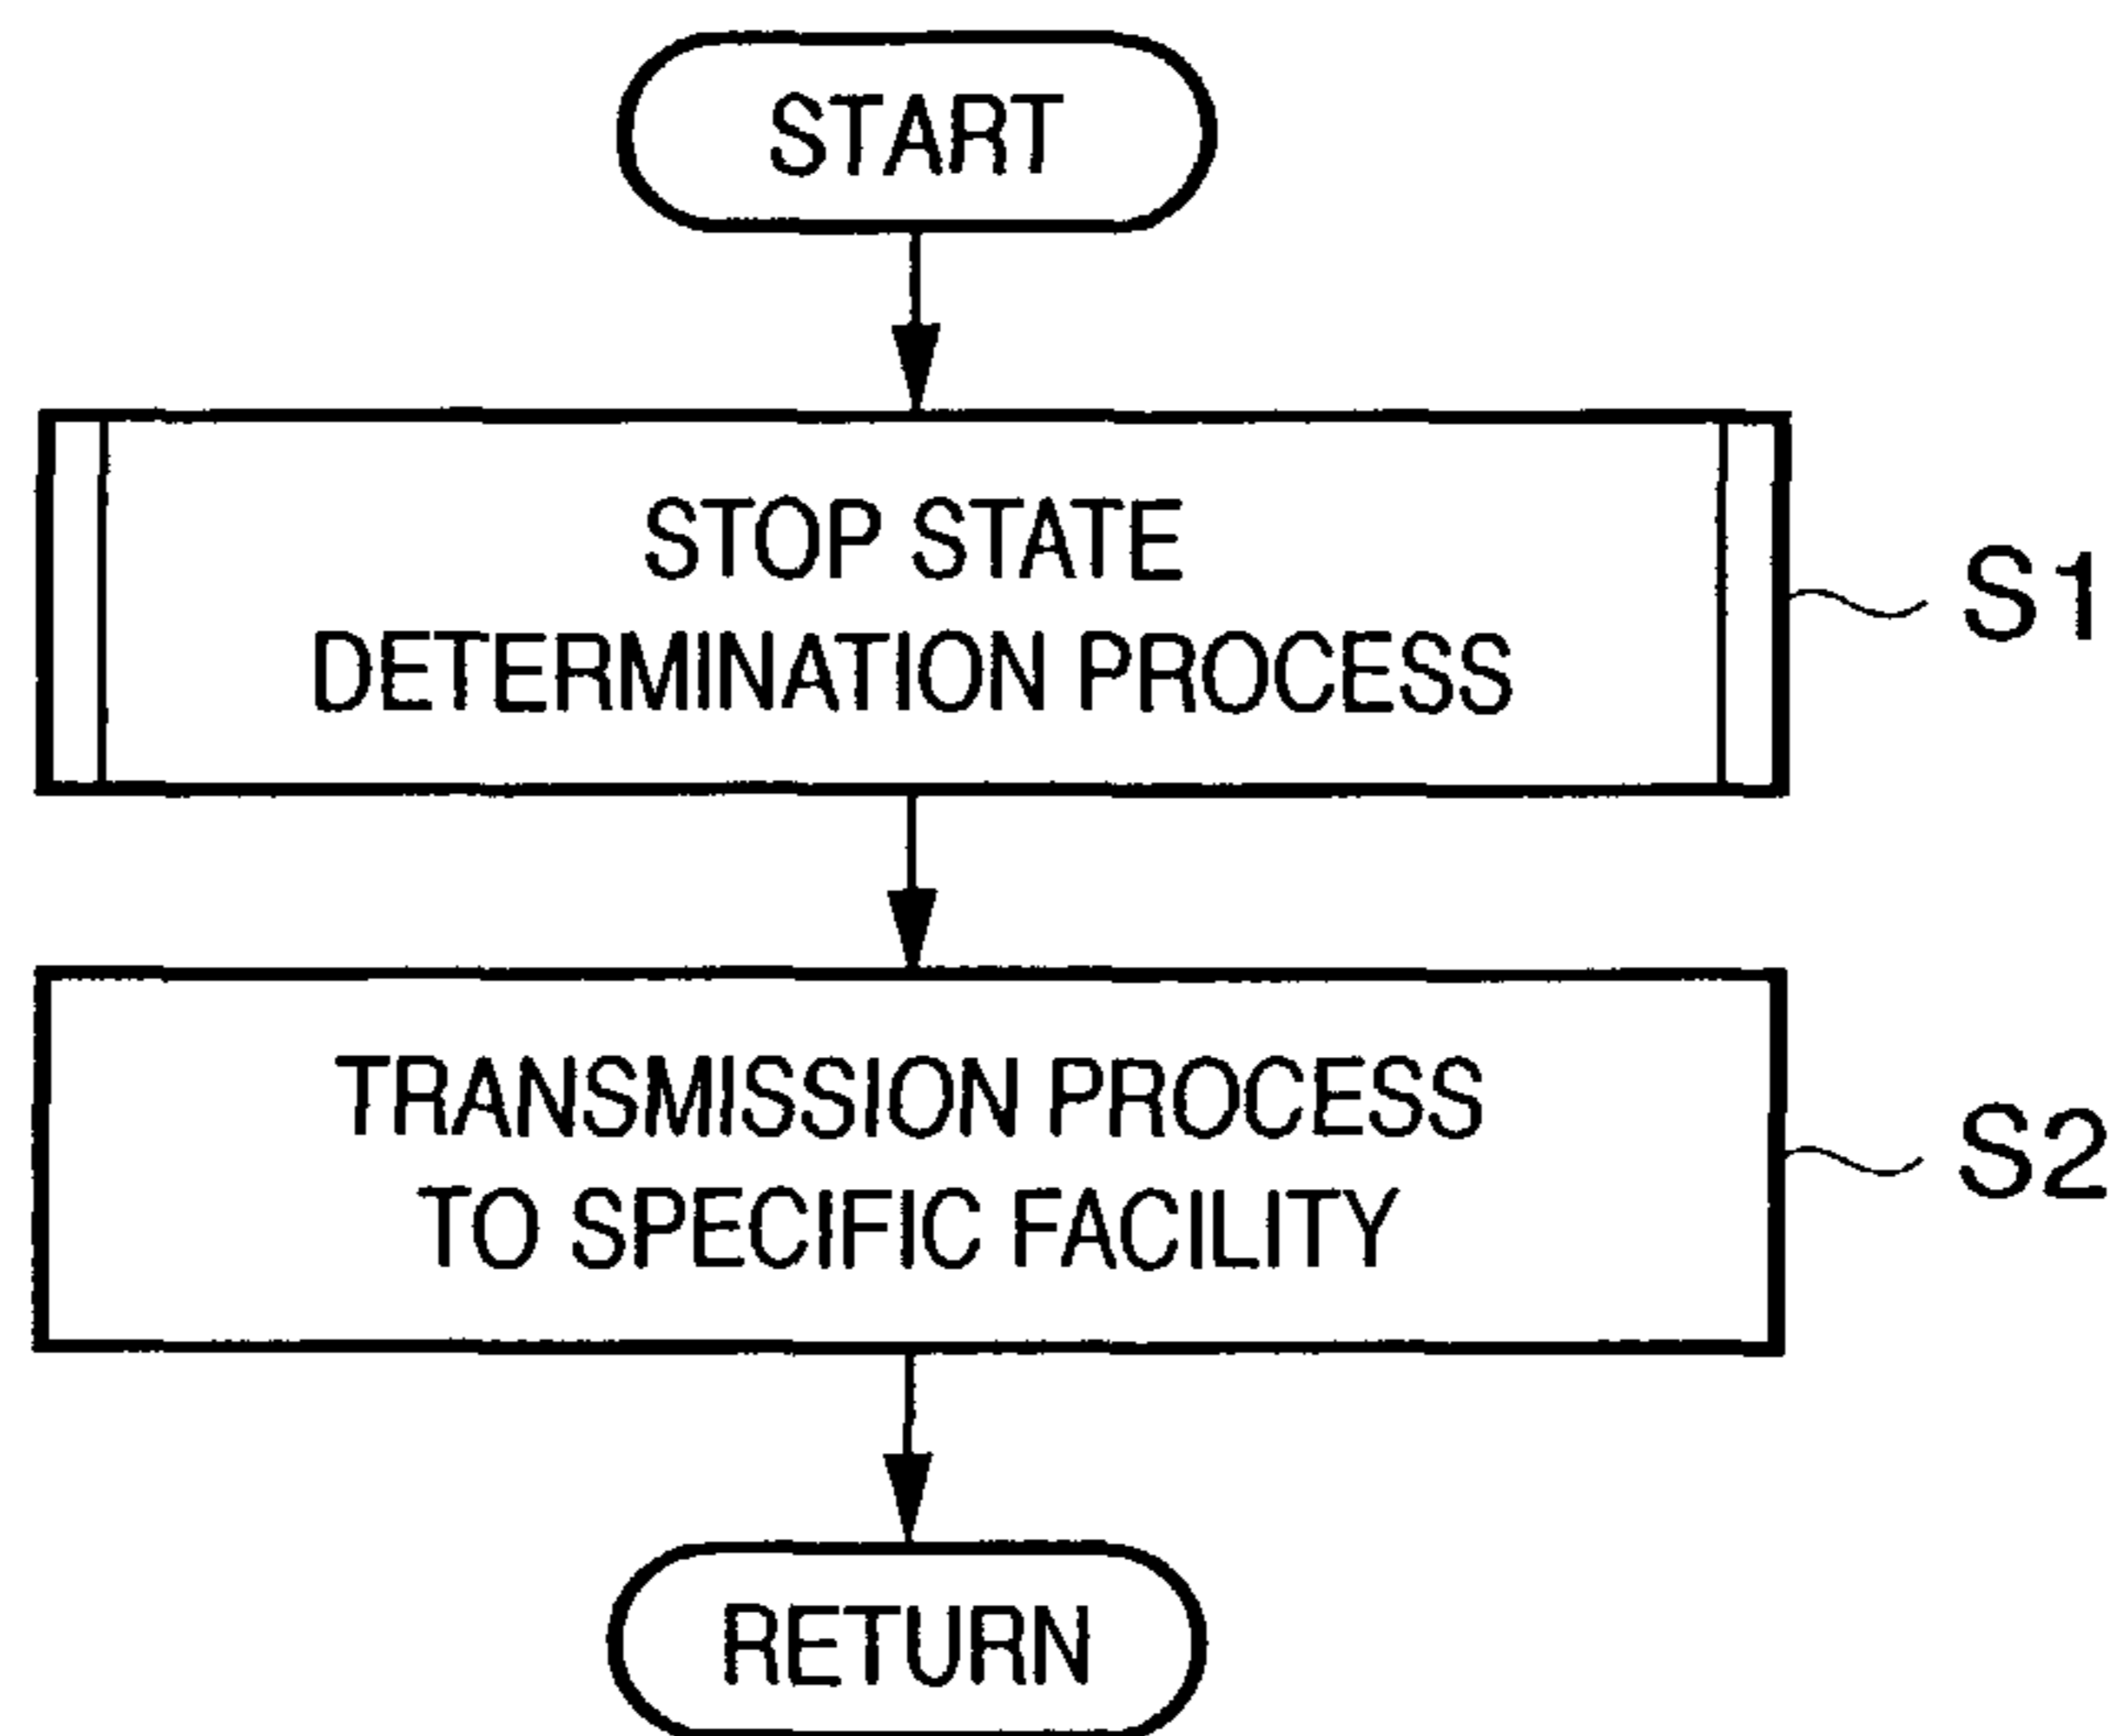 START
STOP STATE
DETERMINATION PROCESS
S1
TRANSMISSION PROCESS
TO SPECIFIC FACILITY
S2
RETURN